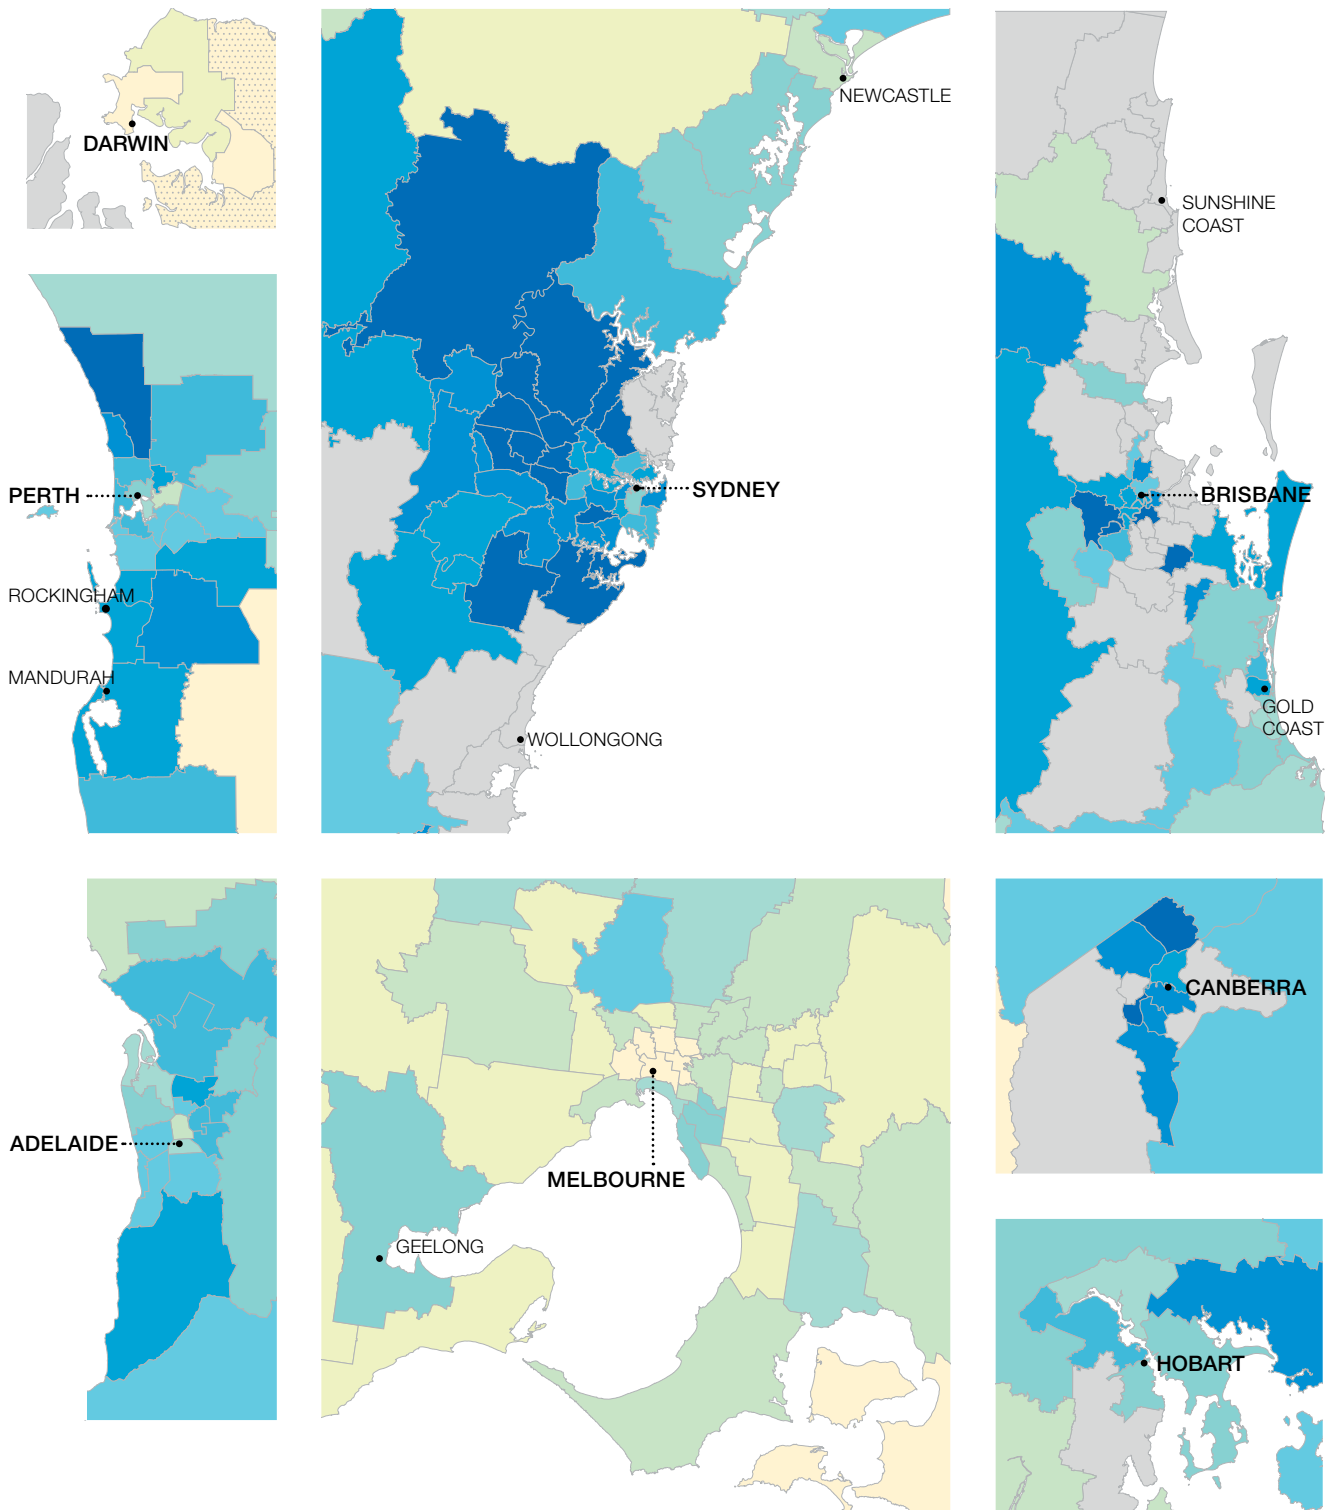 NEWCASTLE
DARWIN
SUNSHINE
COAST
PERTH
SYDNEY
BRISBANE
ROCKINGHAM
MANDURAH
GOLD
COAST
WOLLONGONG
CANBERRA
ADELAIDE
MELBOURNE
GEELONG
HOBART